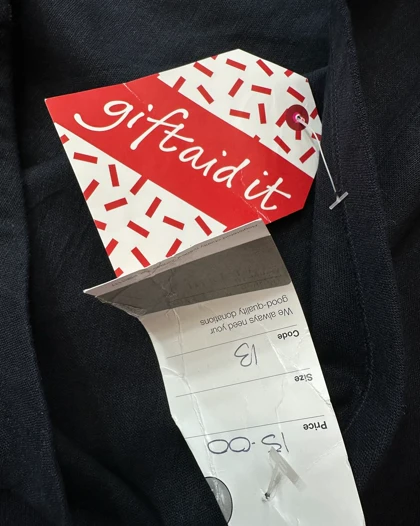 giftaid it
15.00
Price
Size
13
Code
We always need your
good-quality donations